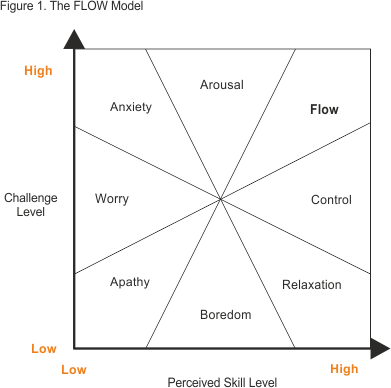 Figure 1. The FLOW Model
High
Arousal
Anxiety
Flow
Challenge
Level
Worry
Control
Apathy
Relaxation
Boredom
Low
Low
High
Perceived Skill Level